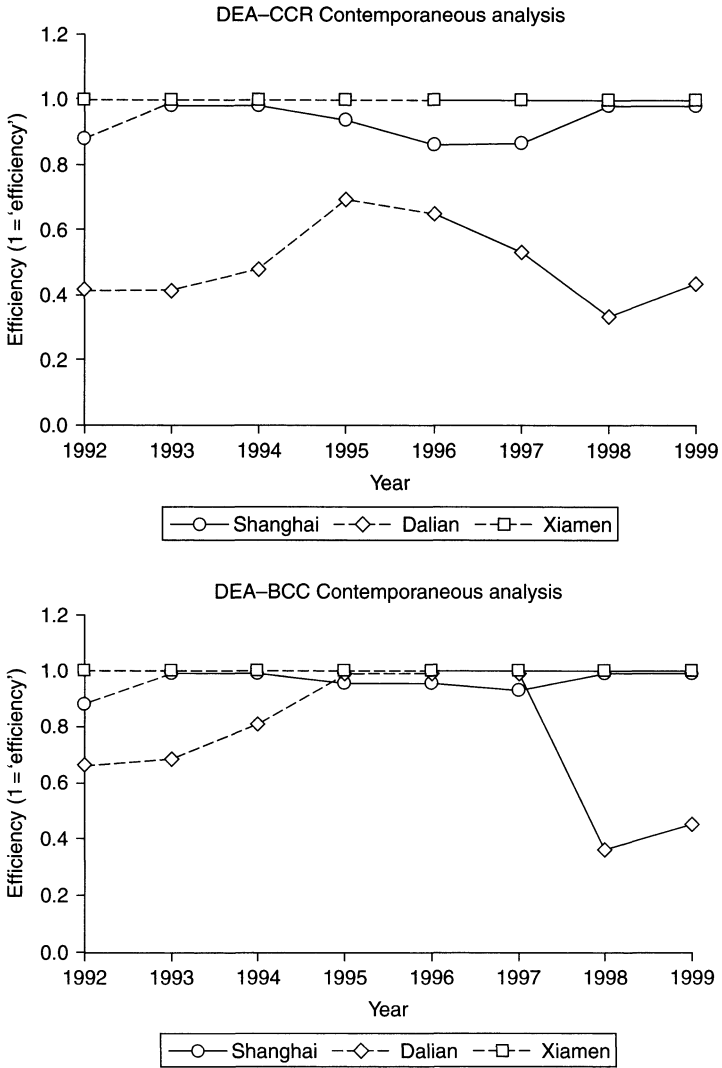 DEA–CCR Contemporaneous analysis
1.2
1.0
0.8
0.6
0.4
0.2
0.0
Efficiency (1 = ‘efficiency’)
1992 1993 1994 1995 1996 1997 1998 1999
Year
Shanghai Dalian Xiamen
DEA–BCC Contemporaneous analysis
1.2
1.0
0.8
0.6
0.4
0.2
0.0
Efficiency (1 = ‘efficiency’)
1992 1993 1994 1995 1996 1997 1998 1999
Year
Shanghai Dalian Xiamen